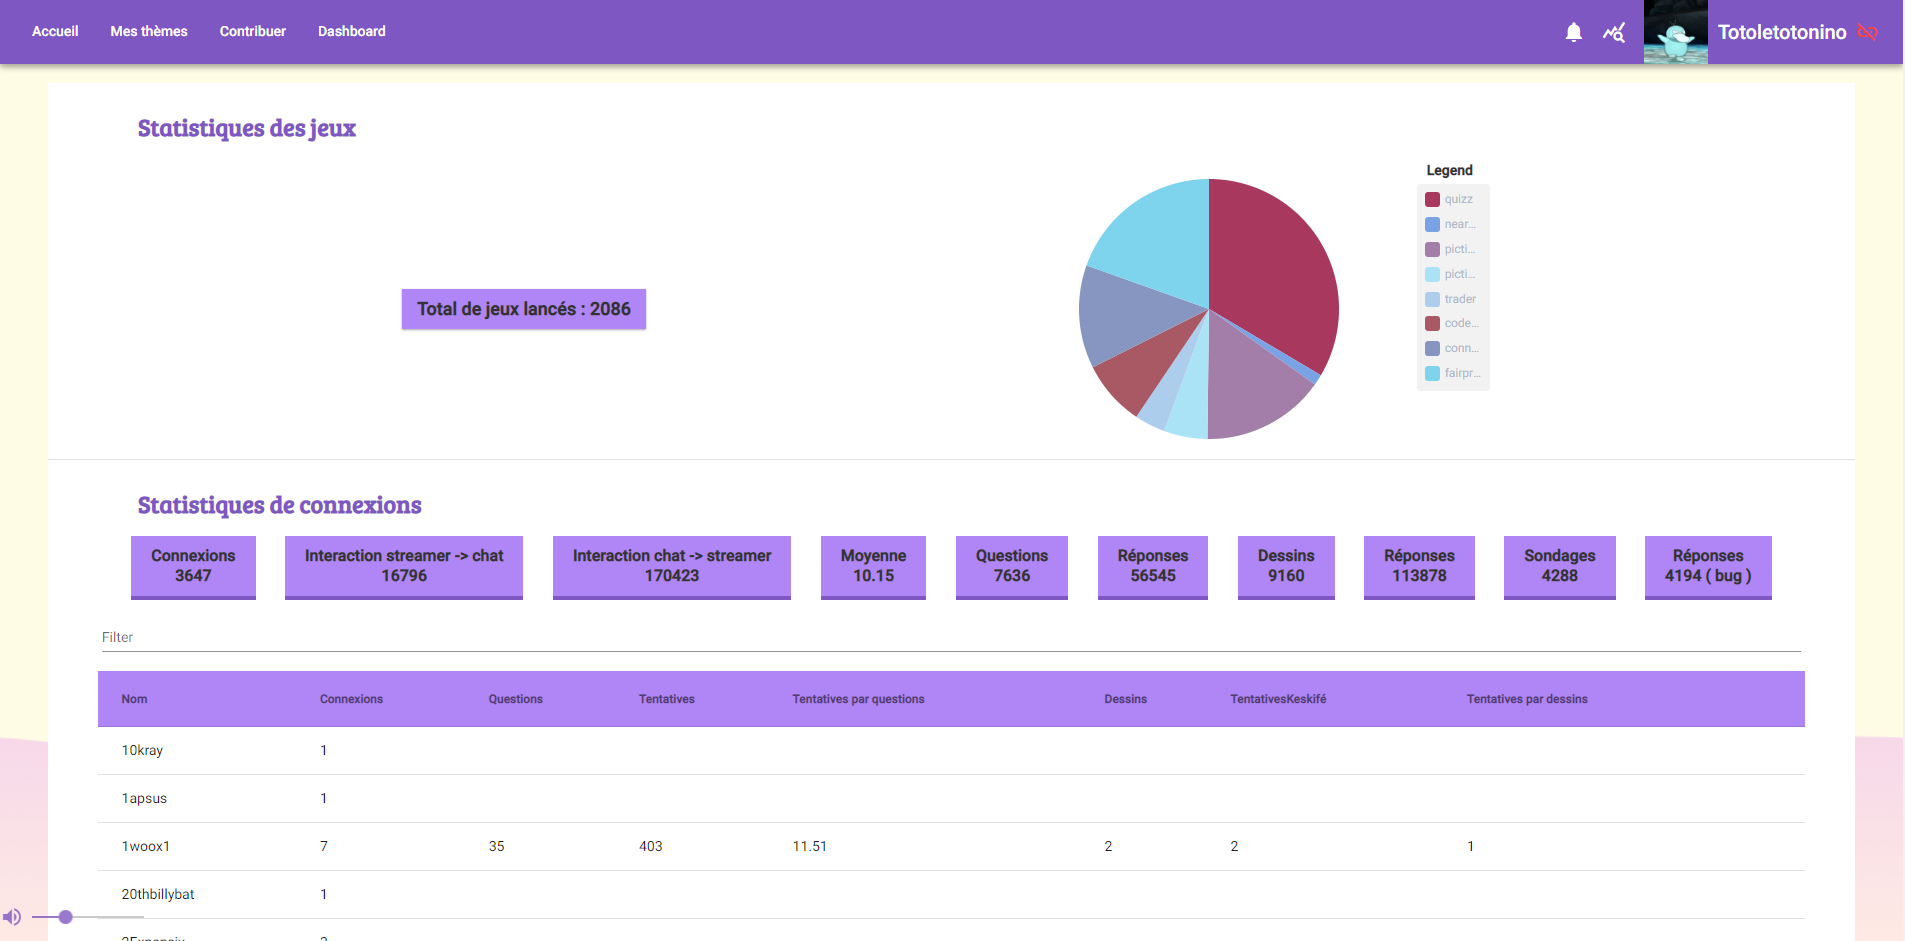 Accueil Mes thèmes Contribuer Dashboard Totoletotonino
Statistiques des jeux
Total de jeux lancés : 2086
Legend
quizz
near...
picti...
picti...
trader
code...
conn...
fairpr...
Statistiques de connexions
Connexions
3647
Interaction streamer -> chat
16796
Interaction chat -> streamer
170423
Moyenne
10.15
Questions
7636
Réponses
56545
Dessins
9160
Réponses
113878
Sondages
4288
Réponses
4194 ( bug )
Filter
Nom Connexions Questions Tentatives Tentatives par questions Dessins TentativesKeskifé Tentatives par dessins
10kray 1
1apsus 1
1woox1 7 35 403 11.51 2 2 1
20thbillybat 1